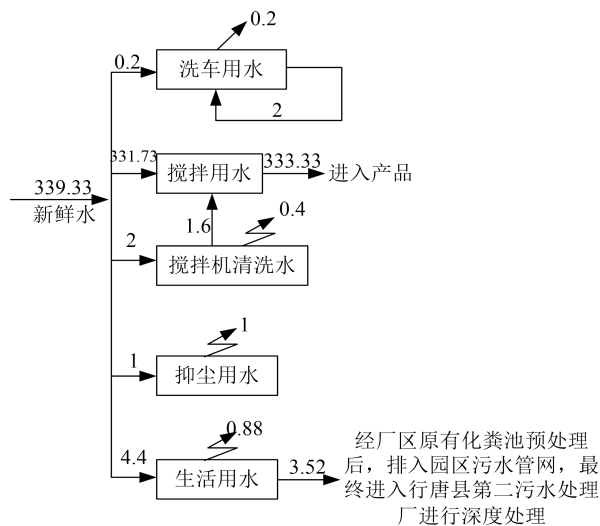 0.2
0.2
洗车用水
2
331.73
333.33
搅拌用水
进入产品
339.33
新鲜水
1.6
0.4
2
搅拌机清洗水
1
1
抑尘用水
0.88
4.4
生活用水
3.52
经厂区原有化粪池预处理
后，排入园区污水管网，最
终进入行唐县第二污水处理
厂进行深度处理